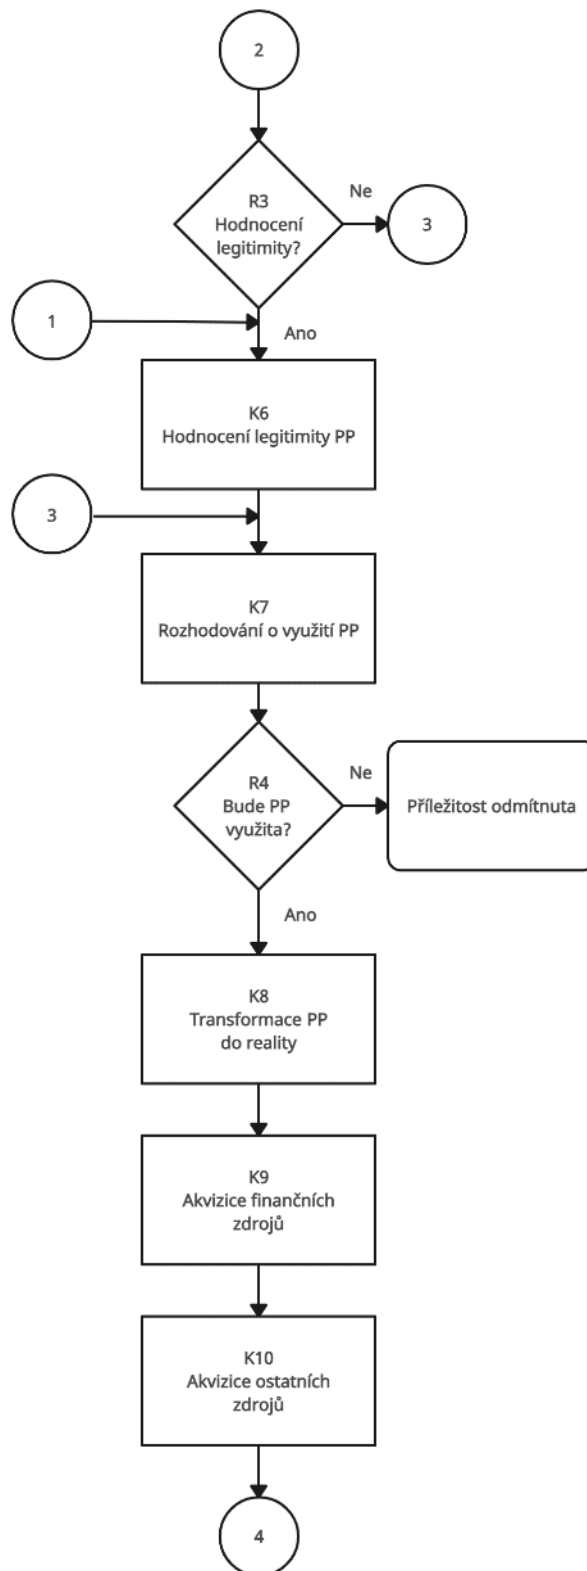 2
R3
Hodnocení
legitimity?
Ne
3
1
Ano
K6
Hodnocení legitimity PP
3
K7
Rozhodování o využití PP
R4
Bude PP
využita?
Ne
Příležitost odmítnuta
Ano
K8
Transformace PP
do reality
K9
Akvizice finančních
zdrojů
K10
Akvizice ostatních
zdrojů
4